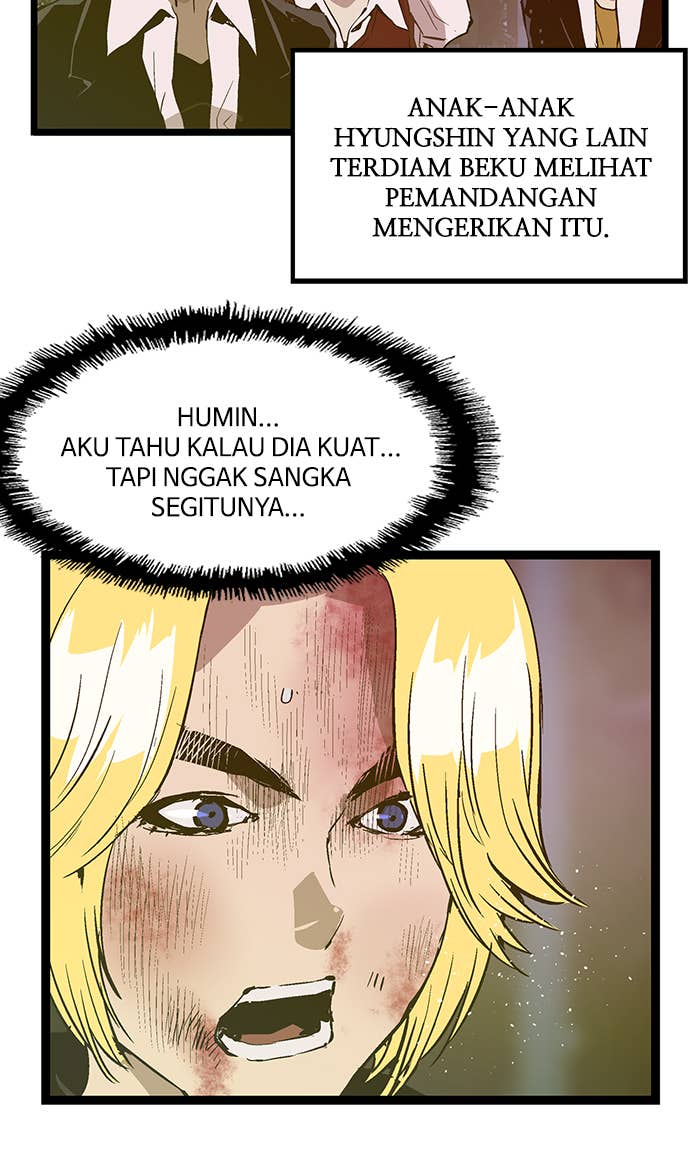 ANAK-ANAK
HYUNGSHIN YANG LAIN
TERDIAM BEKU MELIHAT
PEMANDANGAN
MENGERIKAN ITU.
HUMIN...
AKU TAHU KALAU DIA KUAT...
TAPI NGGAK SANGKA
SEGITUNYA...